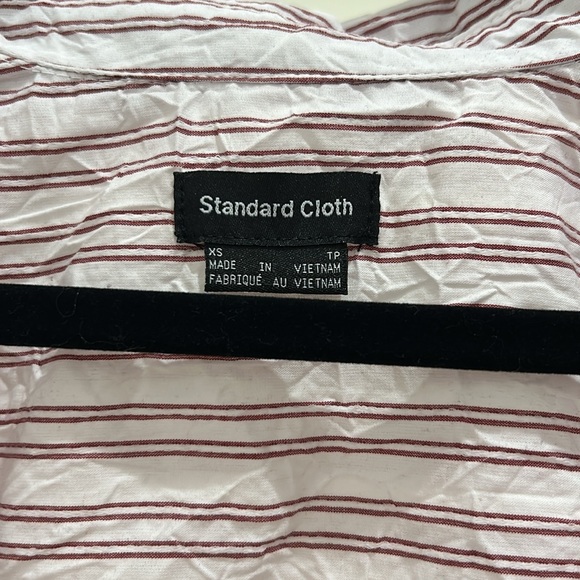 Standard Cloth
XS TP
MADE IN VIETNAM
FABRIQUÉ AU VIETNAM